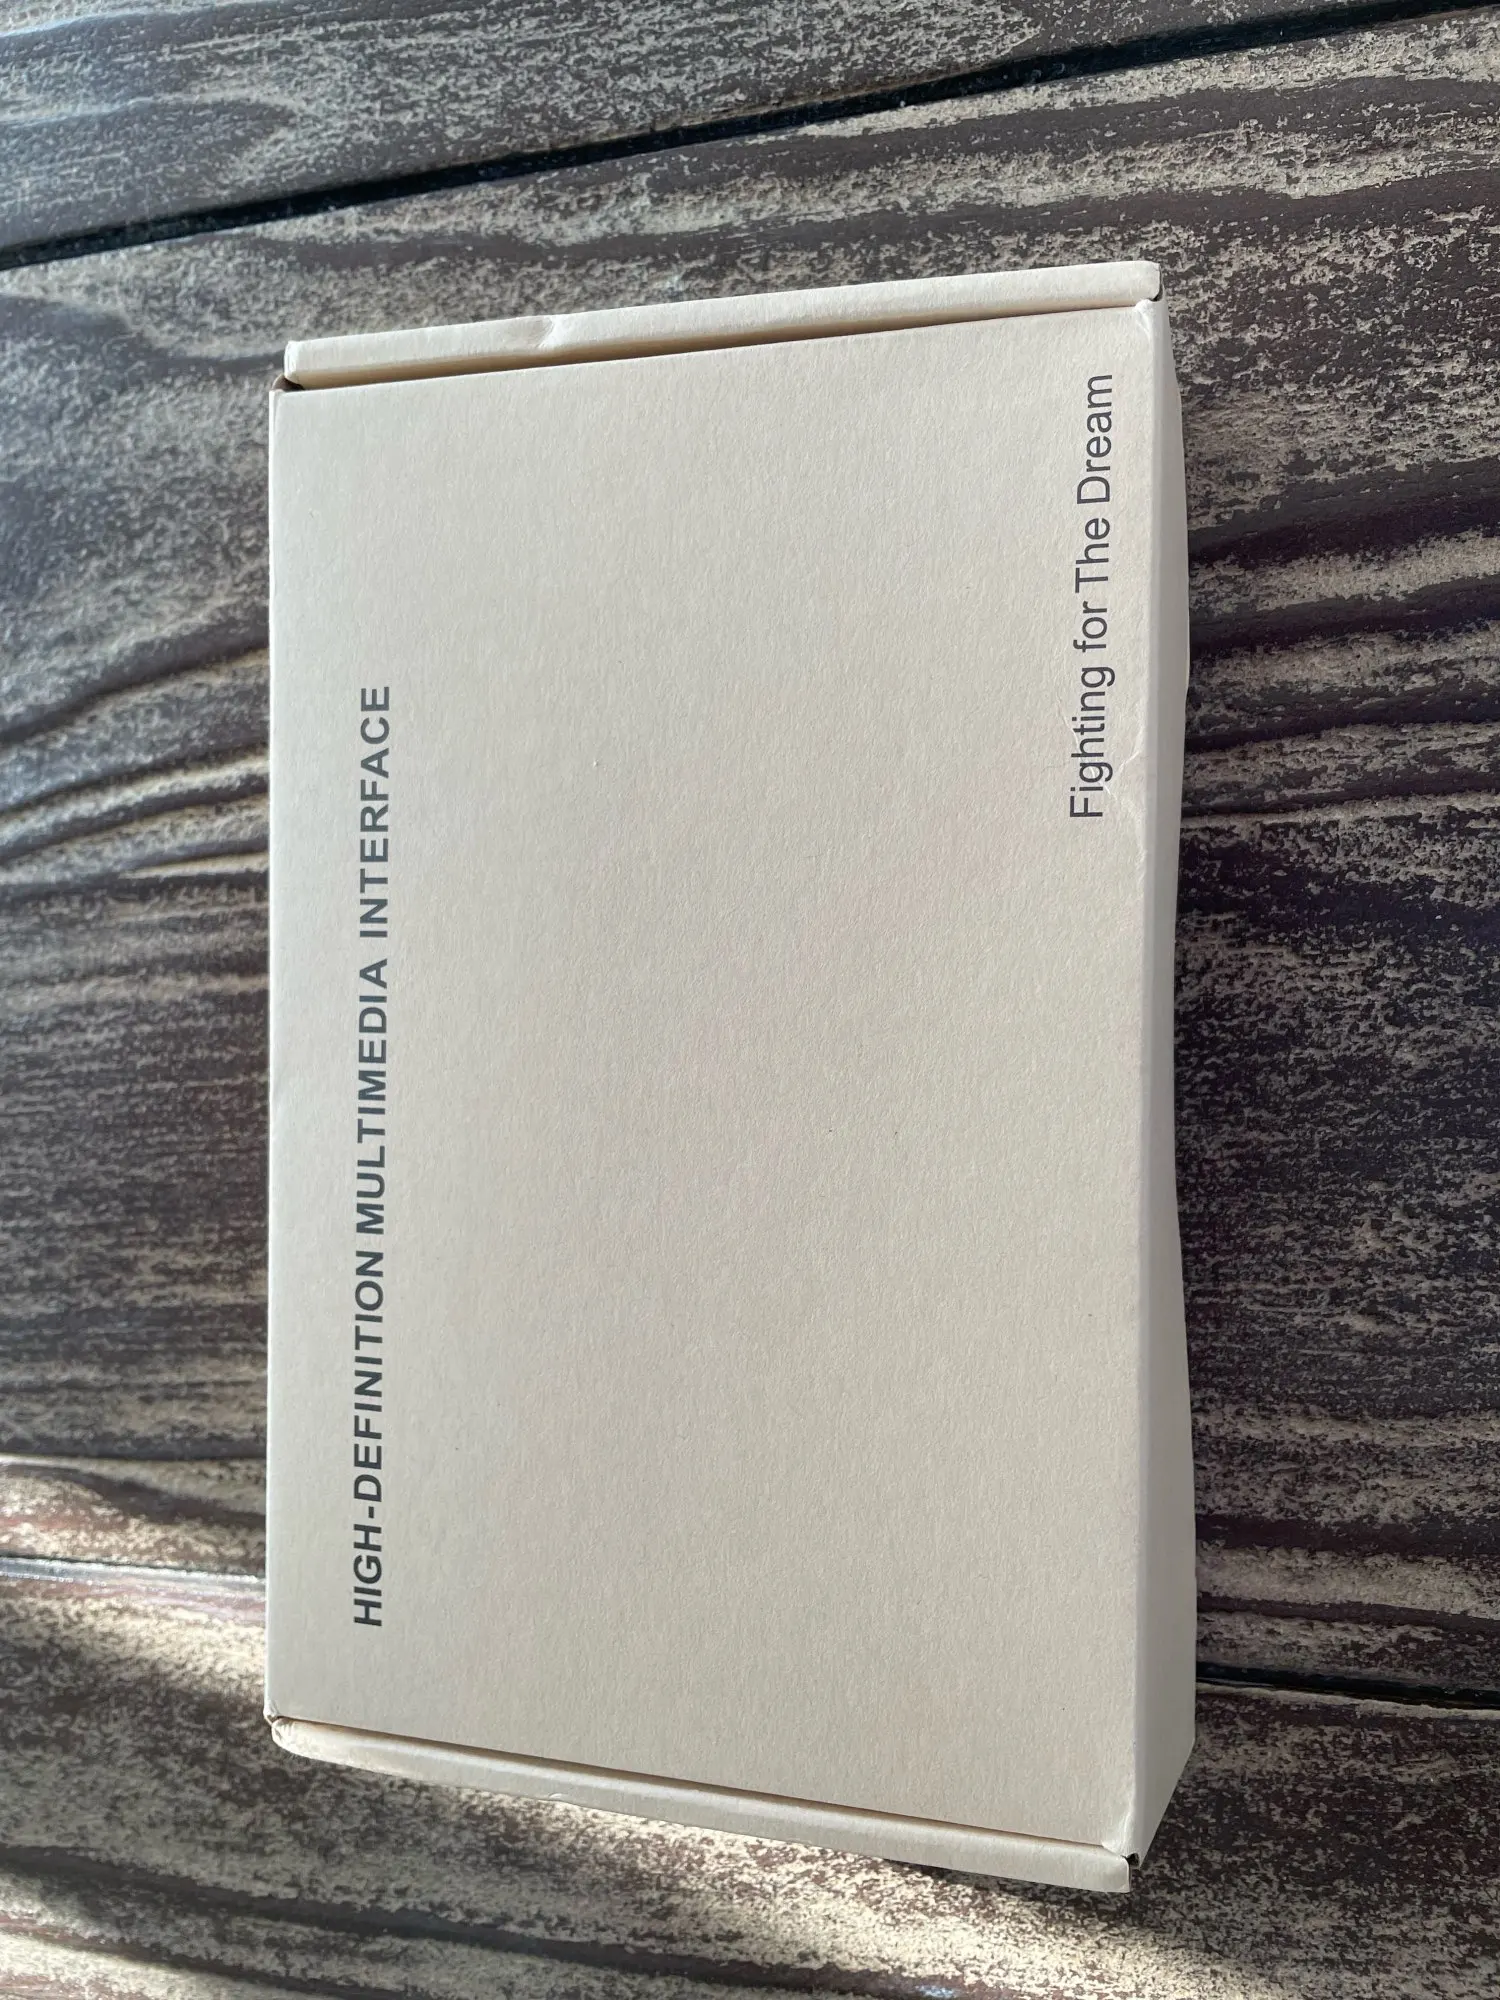 HIGH-DEFINITION MULTIMEDIA INTERFACE
Fighting for The Dream